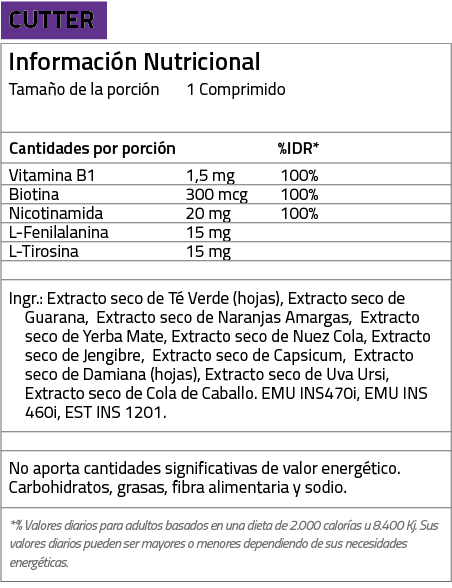 CUTTER
Información Nutricional
Tamaño de la porción 1 Comprimido
Cantidades por porción %IDR*
Vitamina B1 1,5 mg 100%
Biotina 300 mcg 100%
Nicotinamida 20 mg 100%
L-Fenilalanina 15 mg
L-Tirosina 15 mg
Ingr.: Extracto seco de Té Verde (hojas), Extracto seco de
Guarana, Extracto seco de Naranjas Amargas, Extracto
seco de Yerba Mate, Extracto seco de Nuez Cola, Extracto
seco de Jengibre, Extracto seco de Capsicum, Extracto
seco de Damiana (hojas), Extracto seco de Uva Ursi,
Extracto seco de Cola de Caballo. EMU INS470i, EMU INS
460i, EST INS 1201.
No aporta cantidades significativas de valor energético.
Carbohidratos, grasas, fibra alimentaria y sodio.
*% Valores diarios para adultos basados en una dieta de 2.000 calorías u 8.400 Kj. Sus
valores diarios pueden ser mayores o menores dependiendo de sus necesidades
energéticas.